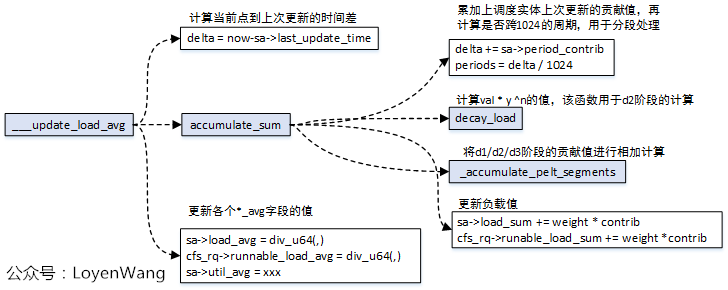 计算当前点到上次更新的时间差
delta = now-sa->last_update_time
累加上调度实体上次更新的贡献值，再
计算是否跨1024的周期，用于分段处理
delta += sa->period_contrib
periods = delta / 1024
___update_load_avg
accumulate_sum
计算val * y ^n的值，该函数用于d2阶段的计算
decay_load
将d1/d2/d3阶段的贡献值进行相加计算
_accumulate_pelt_segments
更新各个*_avg字段的值
sa->load_avg = div_u64(,)
cfs_rq->runnable_load_avg = div_u64(,)
sa->util_avg = xxx
更新负载值
sa->load_sum += weight * contrib
cfs_rq->runable_load_sum += weight *contrib
公众号：LoyenWang